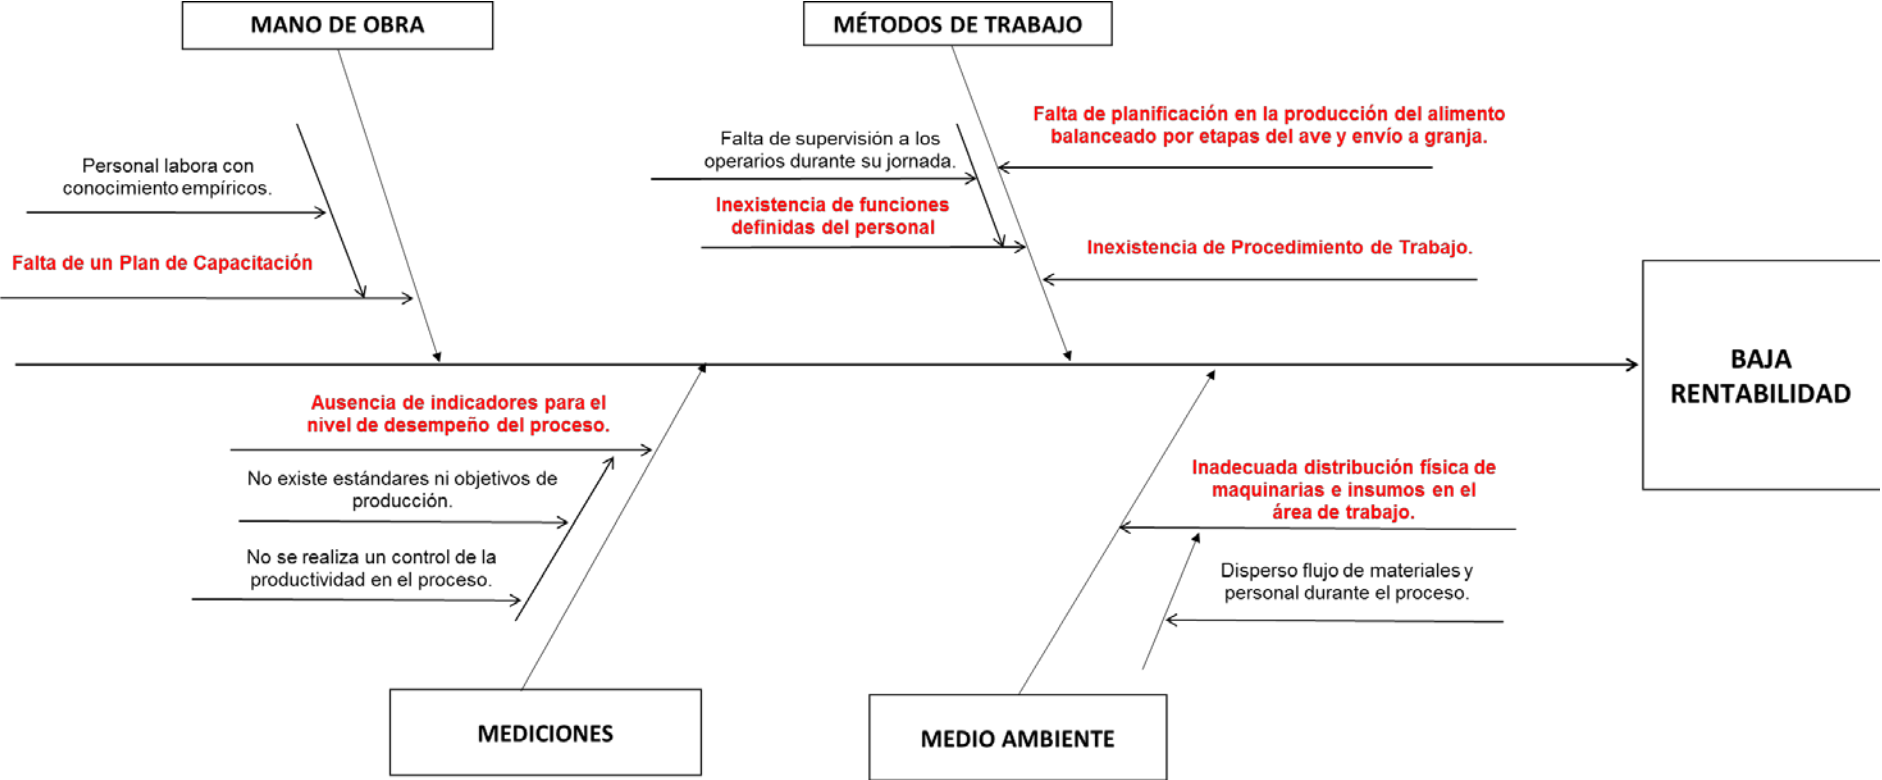 MANO DE OBRA
MÉTODOS DE TRABAJO
Personal labora con
conocimiento empíricos.
Falta de un Plan de Capacitación
Falta de supervisión a los
operarios durante su jornada.
Inexistencia de funciones
definidas del personal
Falta de planificación en la producción del alimento
balanceado por etapas del ave y envío a granja.
Inexistencia de Procedimiento de Trabajo.
BAJA
RENTABILIDAD
Ausencia de indicadores para el
nivel de desempeño del proceso.
No existe estándares ni objetivos de
producción.
No se realiza un control de la
productividad en el proceso.
Inadecuada distribución física de
maquinarias e insumos en el
área de trabajo.
Disperso flujo de materiales y
personal durante el proceso.
MEDICIONES
MEDIO AMBIENTE